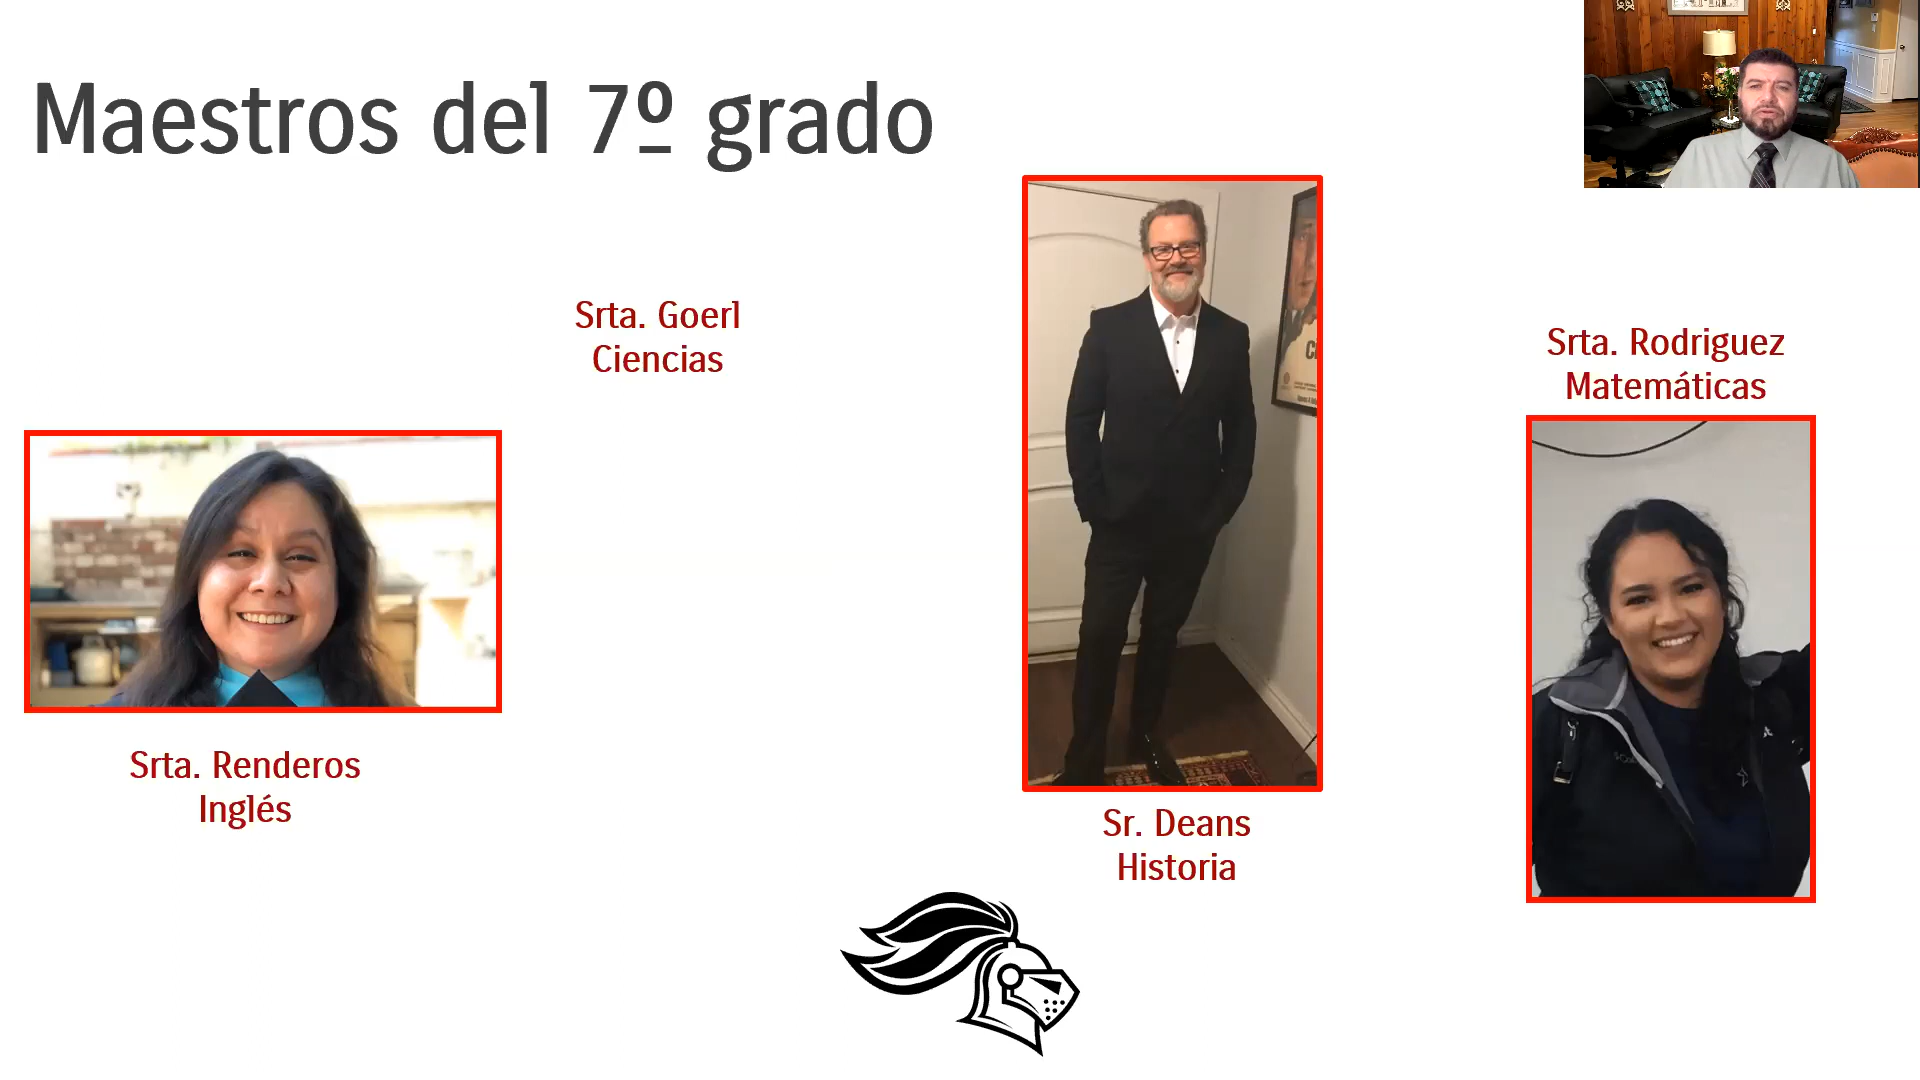 Maestros del 7º grado
Srta. Goerl
Ciencias
Srta. Rodriguez
Matemáticas
Srta. Renderos
Inglés
Sr. Deans
Historia